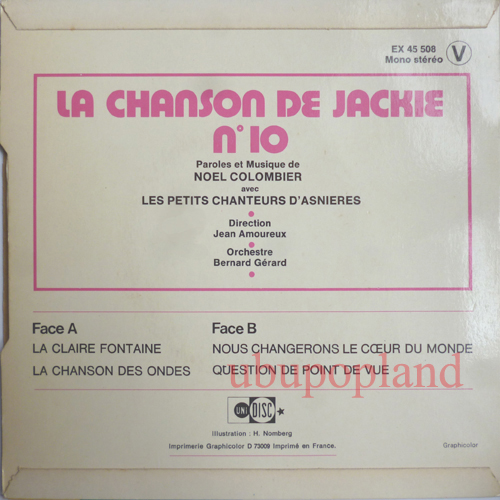 EX 45 508
Mono stéréo V
LA CHANSON DE JACKIE
N° 10
Paroles et Musique de
NOEL COLOMBIER
avec
LES PETITS CHANTEURS D'ASNIERES
Direction
Jean Amoureux
Orchestre
Bernard Gérard
Face A
LA CLAIRE FONTAINE
LA CHANSON DES ONDES
Face B
NOUS CHANGERONS LE CŒUR DU MONDE
QUESTION DE POINT DE VUE
ubupopland
UNI DISC
Illustration : H. Nomberg
Imprimerie Graphicolor D 73009 Imprimé en France.
Graphicolor